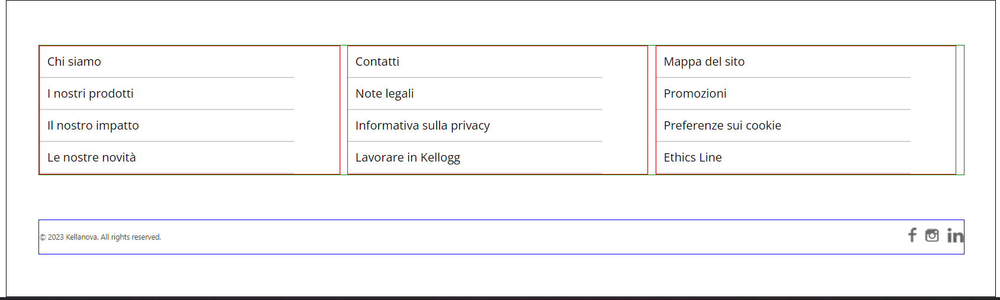 Chi siamo
I nostri prodotti
Il nostro impatto
Le nostre novità
Contatti
Note legali
Informativa sulla privacy
Lavorare in Kellogg
Mappa del sito
Promozioni
Preferenze sui cookie
Ethics Line
© 2023 Kellanova. All rights reserved.